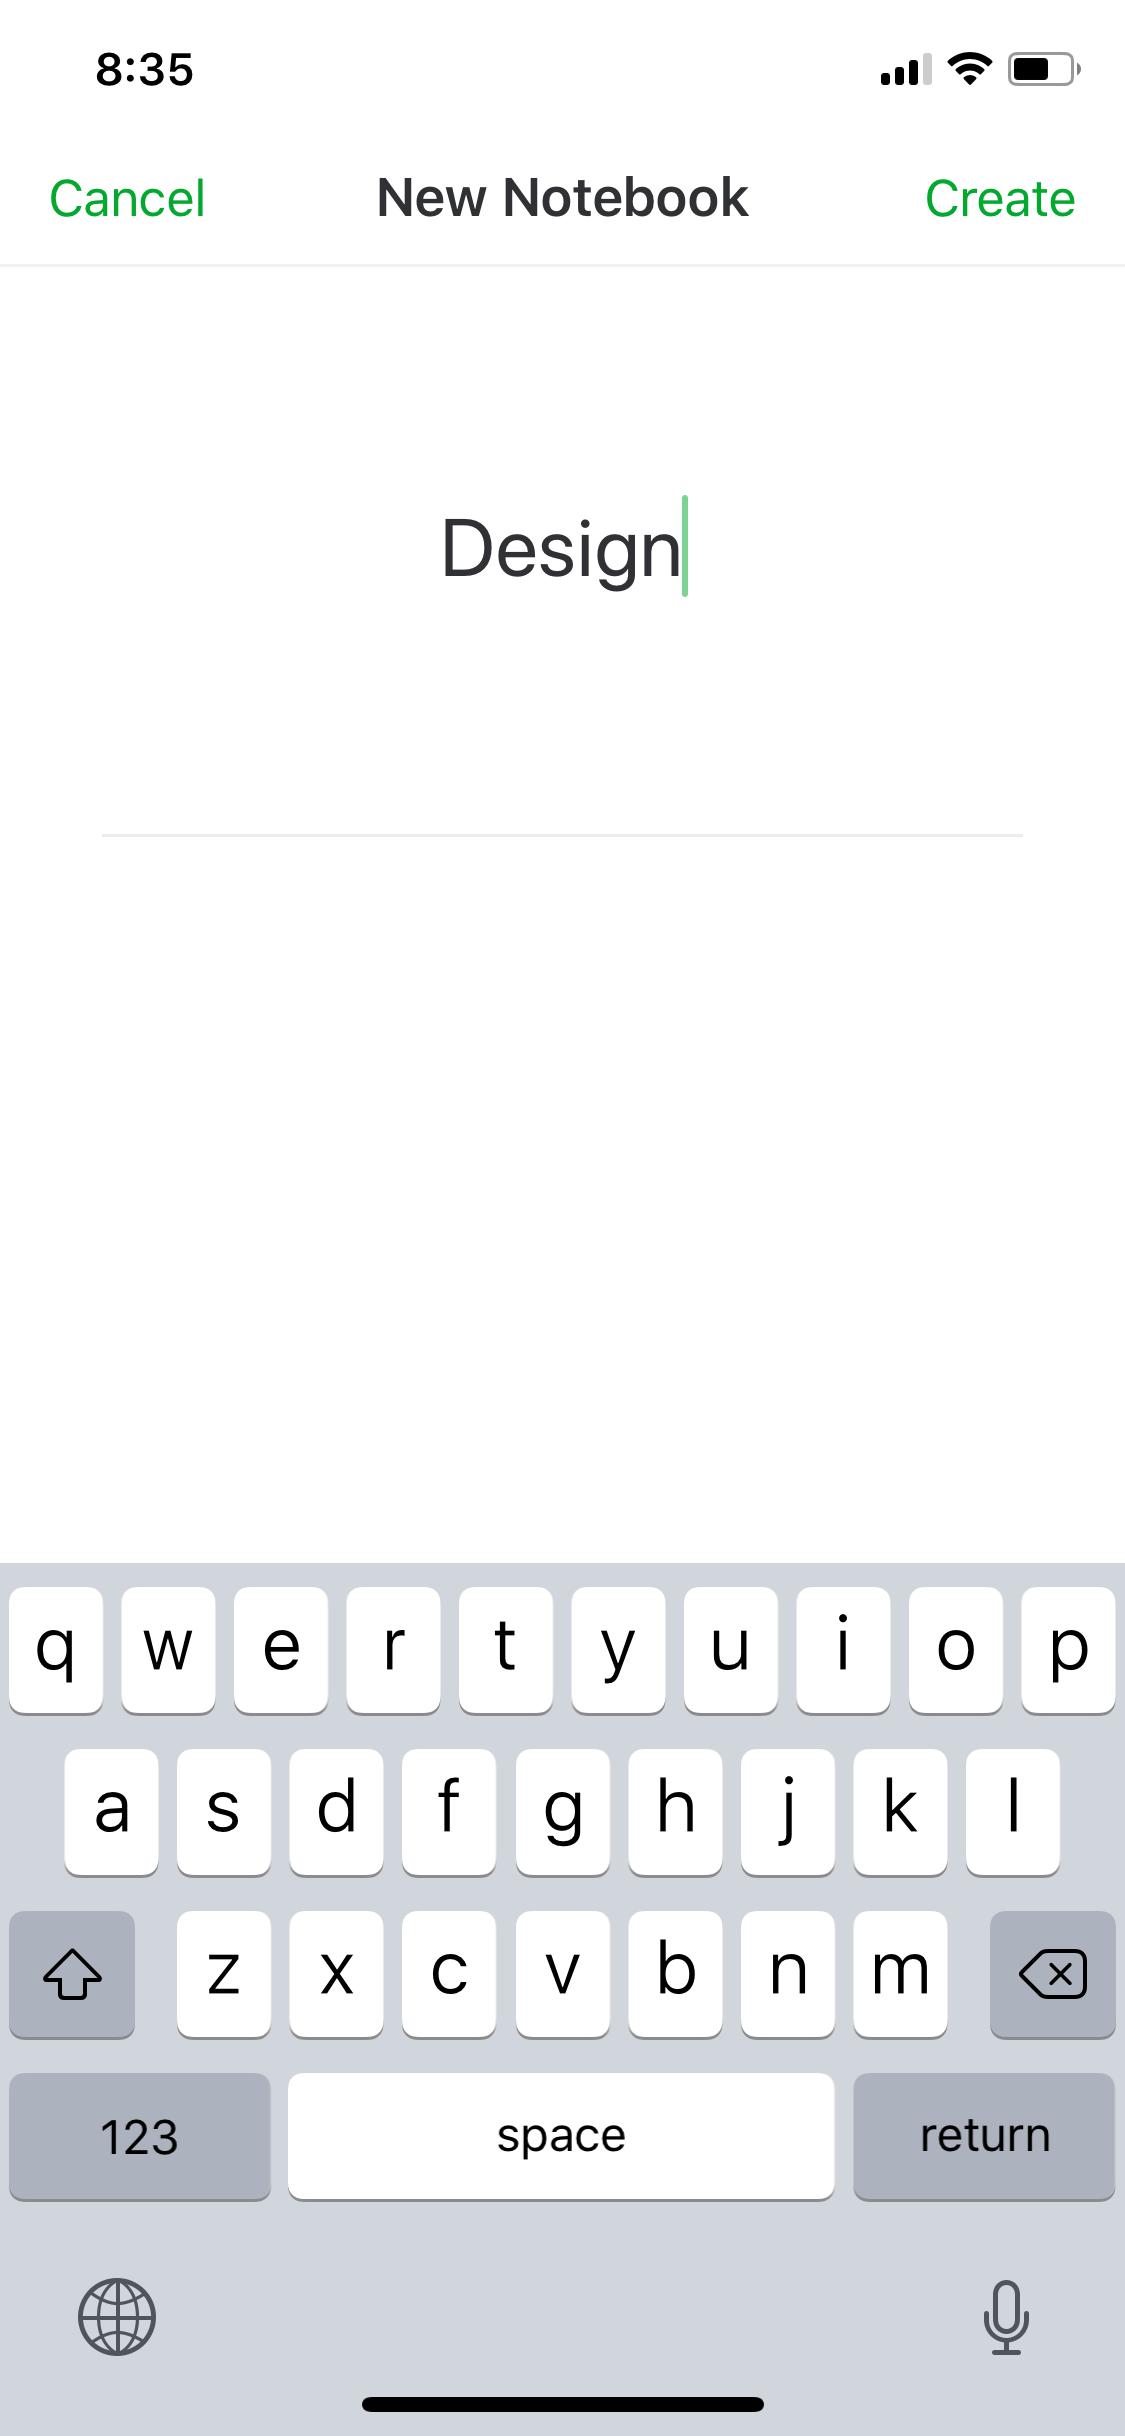 8:35
Cancel New Notebook Create
Design
q w e r t y u i o p
a s d f g h j k l
z x c v b n m
123 space return